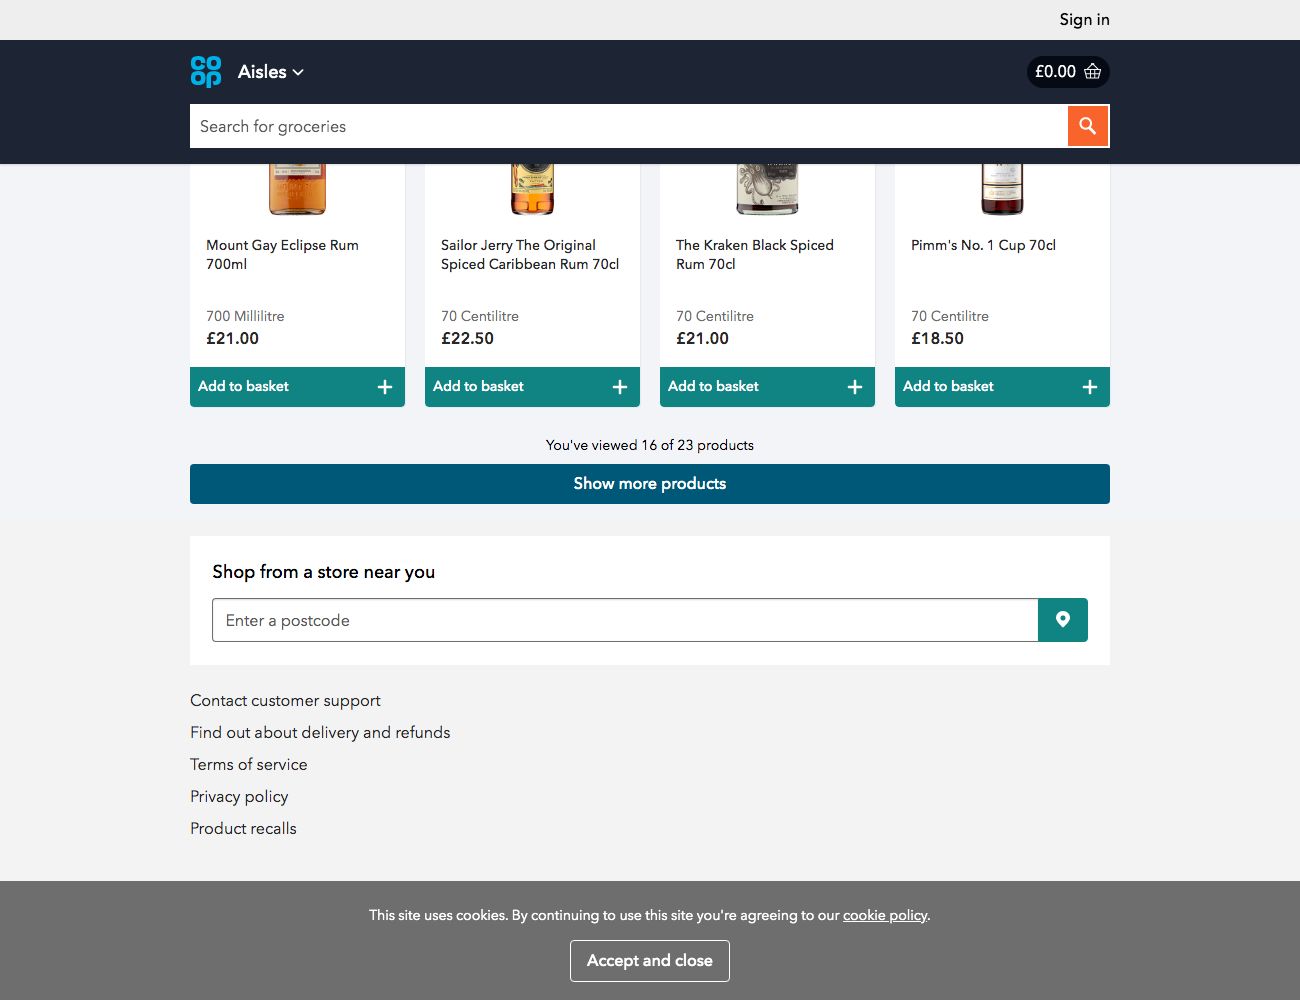 Sign in
CO
OP
Aisles
£0.00
Search for groceries
Mount Gay Eclipse Rum
700ml
700 Millilitre
£21.00
Add to basket
Sailor Jerry The Original
Spiced Caribbean Rum 70cl
70 Centilitre
£22.50
Add to basket
The Kraken Black Spiced
Rum 70cl
70 Centilitre
£21.00
Add to basket
Pimm's No. 1 Cup 70cl
70 Centilitre
£18.50
Add to basket
You've viewed 16 of 23 products
Show more products
Shop from a store near you
Enter a postcode
Contact customer support
Find out about delivery and refunds
Terms of service
Privacy policy
Product recalls
This site uses cookies. By continuing to use this site you're agreeing to our cookie policy.
Accept and close